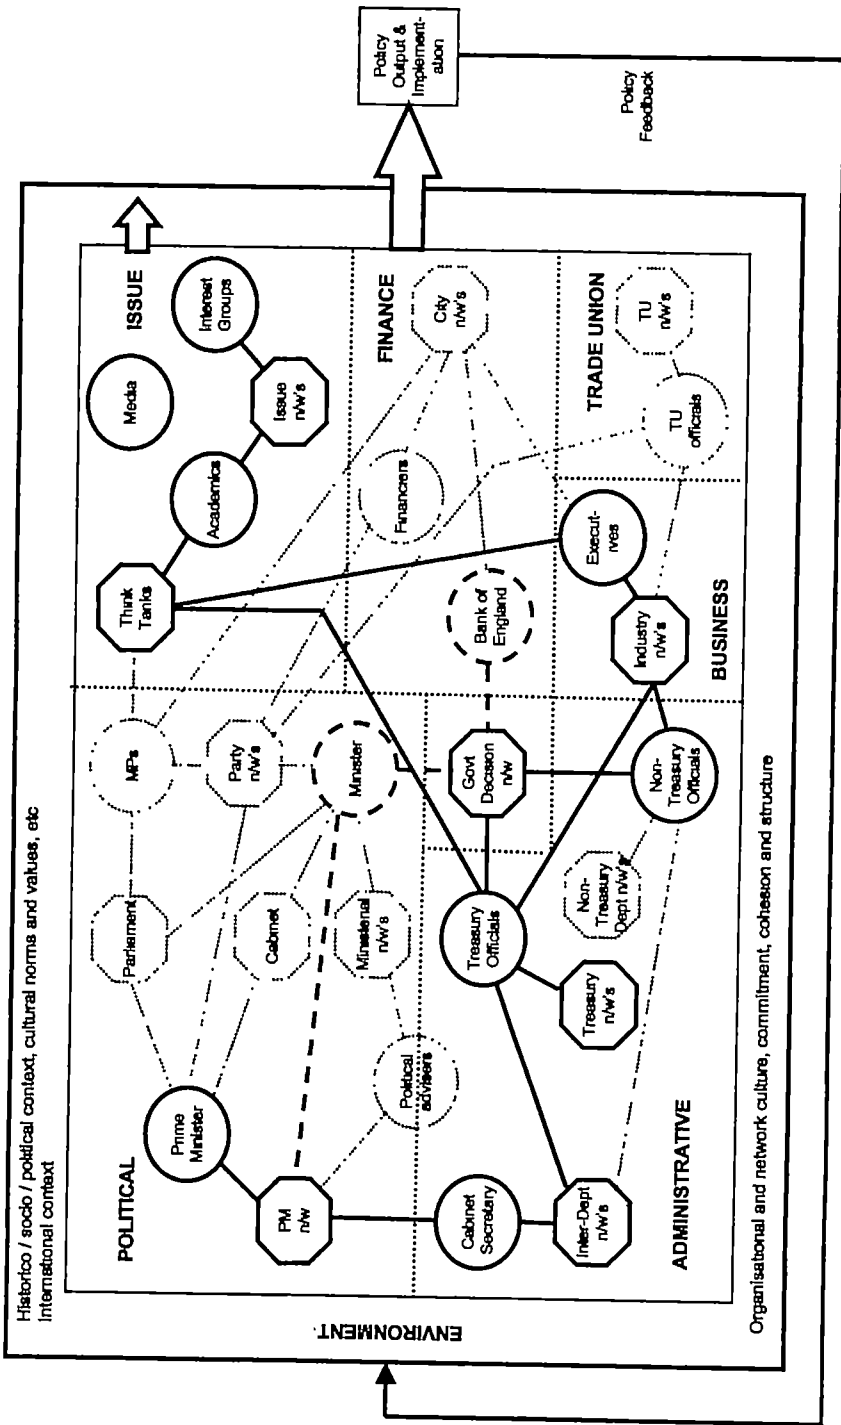 Historico / socio / political context, cultural norms and values, etc
International context
ENVIRONMENT
POLITICAL
Prime
Minister
PM
n/w
Parliament
Cabinet
Ministerial
n/w's
Political
advisers
MPs
Party
n/w's
Minister
ISSUE
Think
Tanks
Academics
Media
Issue
n/w's
Interest
Groups
FINANCE
Financiers
City
n/w's
Bank of
England
Govt
Decision
n/w
ADMINISTRATIVE
Cabinet
Secretary
Inter-Dept
n/w's
Treasury
Officials
Treasury
n/w's
Non-
Treasury
Dept n/w's
Non-
Treasury
Officials
BUSINESS
Execut-
ives
Industry
n/w's
TRADE UNION
TU
officials
TU
n/w's
Organisational and network culture, commitment, cohesion and structure
Policy
Output &
Implement-
ation
Policy
Feedback